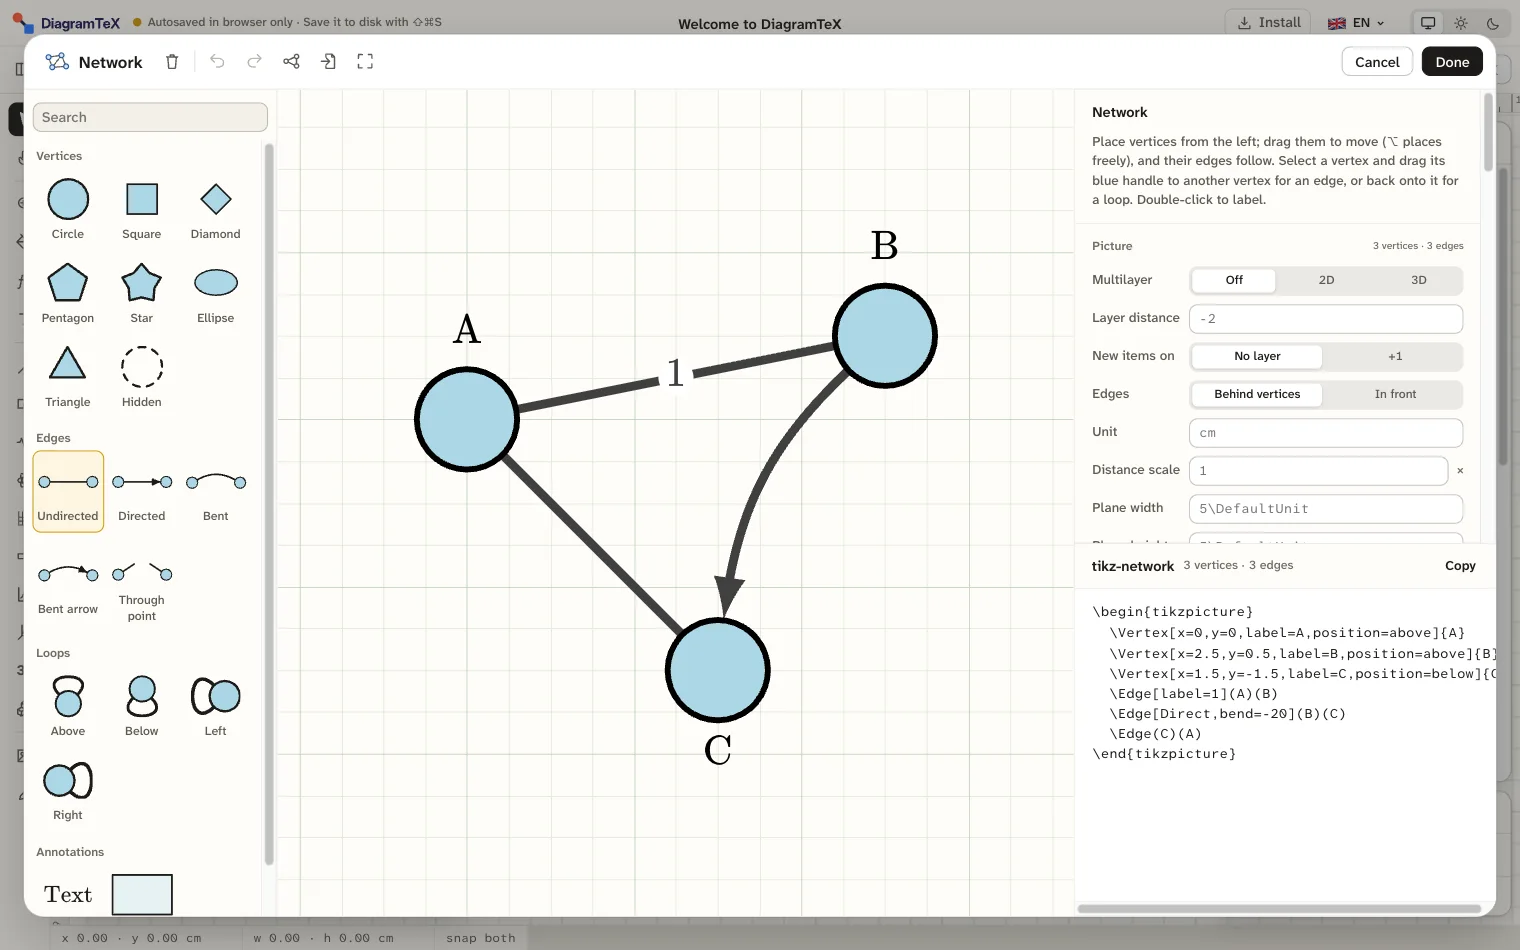 DiagramTeX
Autosaved in browser only · Save it to disk with ⇧⌘S
Welcome to DiagramTeX
Install
EN
Network
Cancel
Done
Search
Vertices
Circle
Square
Diamond
Pentagon
Star
Ellipse
Triangle
Hidden
Edges
Undirected
Directed
Bent
Bent arrow
Through
point
Loops
Above
Below
Left
Right
Annotations
Text
A
B
1
C
Network
Place vertices from the left; drag them to move (⌥ places
freely), and their edges follow. Select a vertex and drag its
blue handle to another vertex for an edge, or back onto it for
a loop. Double-click to label.
Picture
3 vertices · 3 edges
Multilayer
Off
2D
3D
Layer distance
-2
New items on
No layer
+1
Edges
Behind vertices
In front
Unit
cm
Distance scale
1
×
Plane width
5\DefaultUnit
tikz-network
3 vertices · 3 edges
Copy
\begin{tikzpicture}
\Vertex[x=0,y=0,label=A,position=above]{A}
\Vertex[x=2.5,y=0.5,label=B,position=above]{B}
\Vertex[x=1.5,y=-1.5,label=C,position=below]{C
\Edge[label=1](A)(B)
\Edge[Direct,bend=-20](B)(C)
\Edge(C)(A)
\end{tikzpicture}
x 0.00 · y 0.00 cm
w 0.00 · h 0.00 cm
snap both